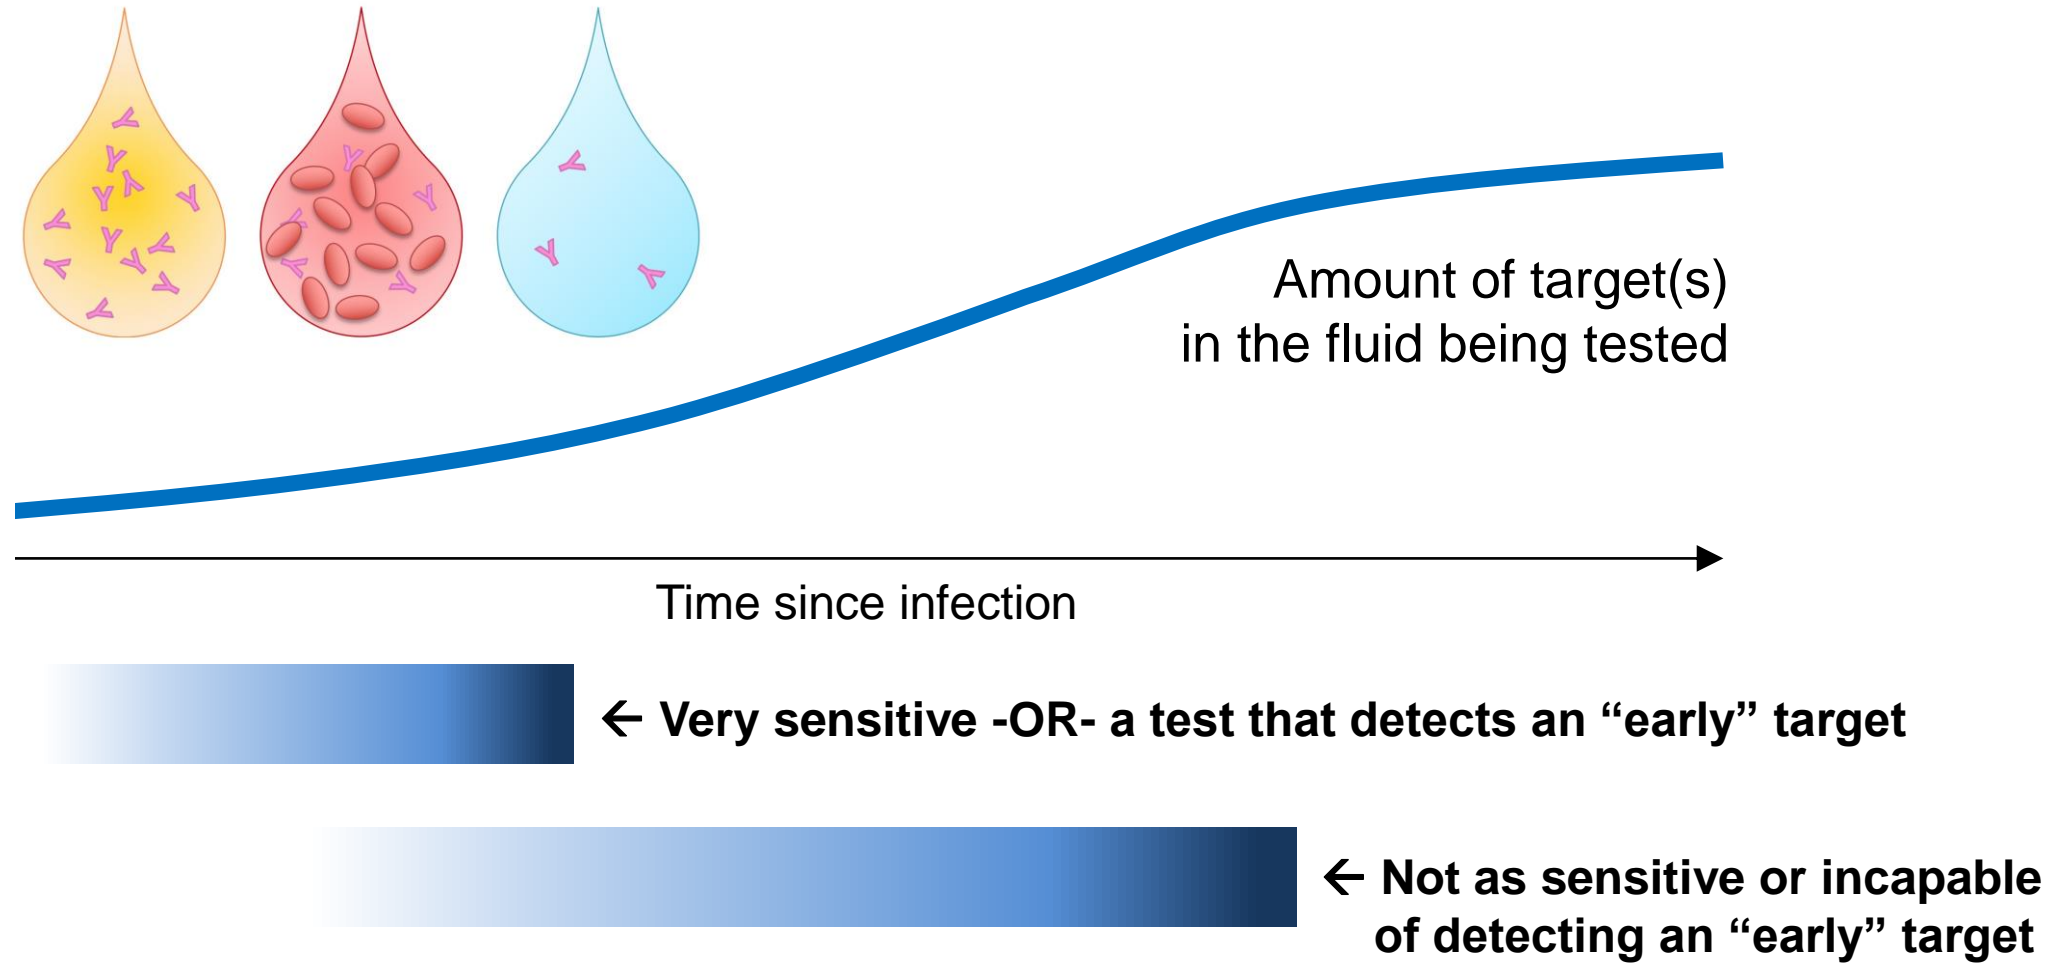 Amount of target(s)
in the fluid being tested
Time since infection
← Very sensitive -OR- a test that detects an “early” target
← Not as sensitive or incapable
of detecting an “early” target